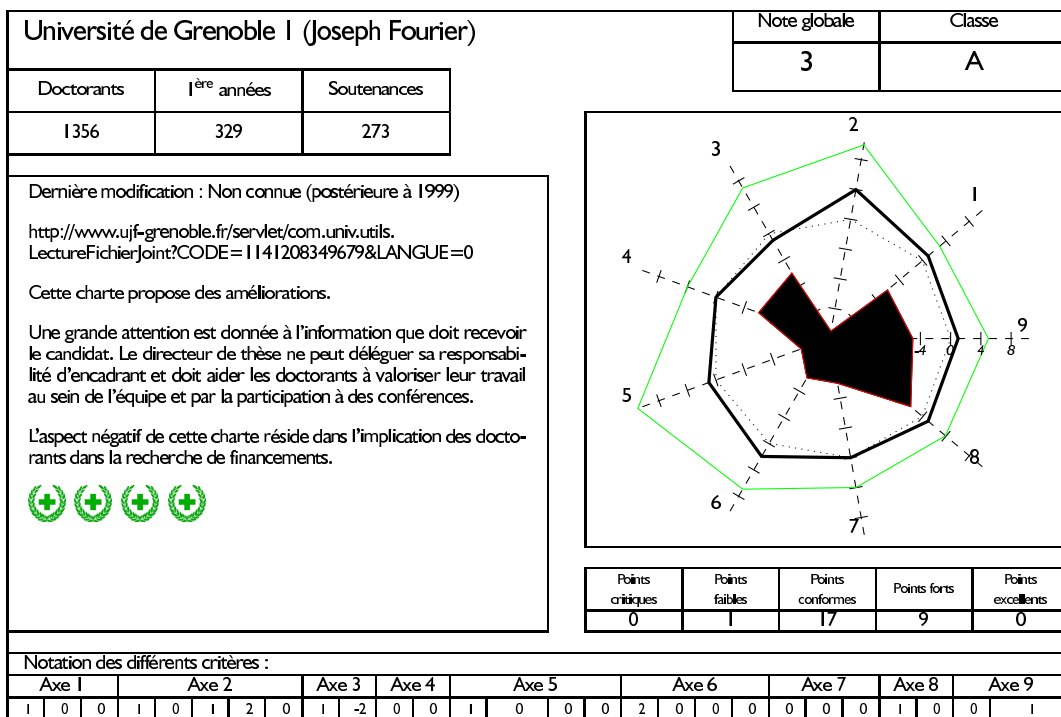 Université de Grenoble 1 (Joseph Fourier)
Note globale Classe
3 A
Doctorants 1ère années Soutenances
1356 329 273
Dernière modification : Non connue (postérieure à 1999)
http://www.ujf-grenoble.fr/servlet/com.univ.utils.
LectureFichierJoint?CODE=1141208349679&LANGUE=0
Cette charte propose des améliorations.
Une grande attention est donnée à l'information que doit recevoir
le candidat. Le directeur de thèse ne peut déléguer sa responsabi-
lité d'encadrant et doit aider les doctorants à valoriser leur travail
au sein de l'équipe et par la participation à des conférences.
L'aspect négatif de cette charte réside dans l'implication des docto-
rants dans la recherche de financements.
2
3
1
4
9
-4 0 4 8
5
8
6
7
Points critiques Points faibles Points conformes Points forts Points excellents
0 1 17 9 0
Notation des différents critères :
Axe 1 Axe 2 Axe 3 Axe 4 Axe 5 Axe 6 Axe 7 Axe 8 Axe 9
1 0 0 1 0 1 2 0 1 -2 0 0 1 0 0 0 2 0 0 0 0 0 0 1 0 0 1